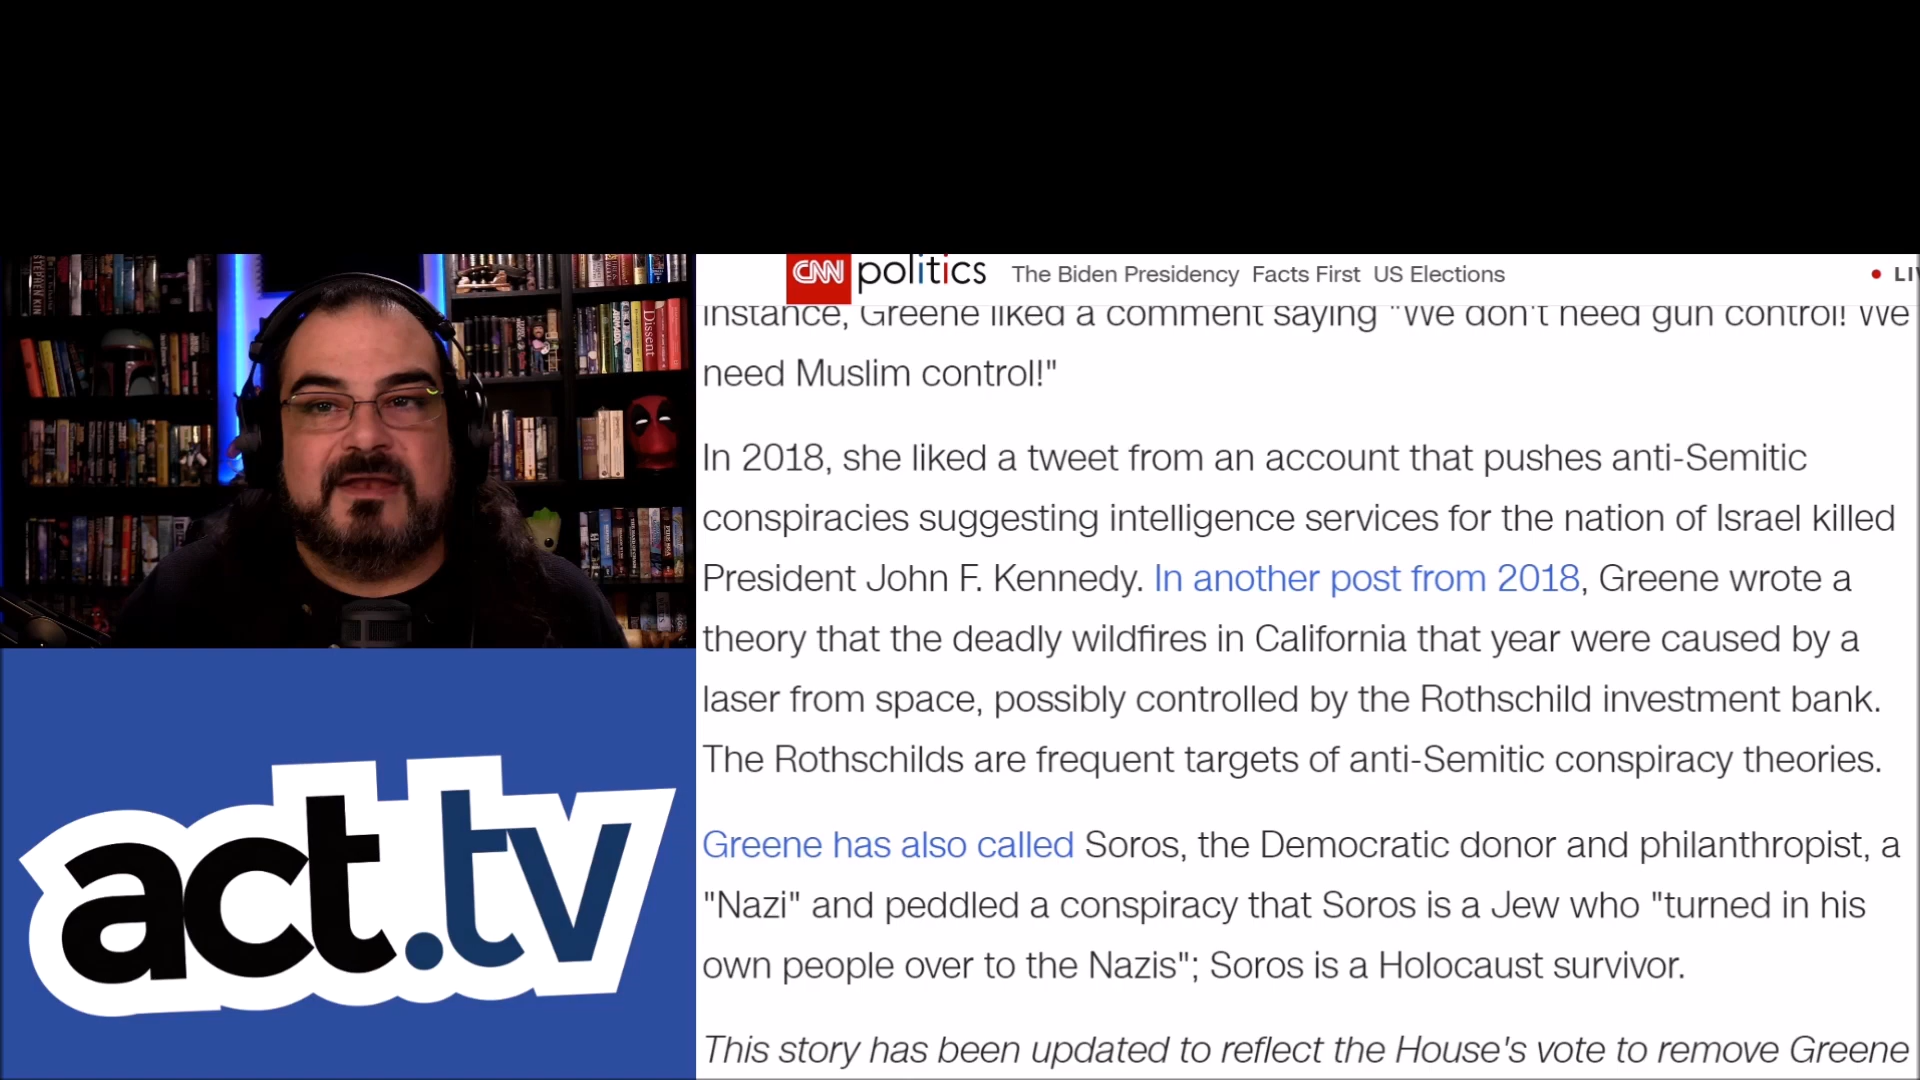 CNN politics The Biden Presidency Facts First US Elections
instance, Greene liked a comment saying "We don't need gun control! We
need Muslim control!"
In 2018, she liked a tweet from an account that pushes anti-Semitic
conspiracies suggesting intelligence services for the nation of Israel killed
President John F. Kennedy. In another post from 2018, Greene wrote a
theory that the deadly wildfires in California that year were caused by a
laser from space, possibly controlled by the Rothschild investment bank.
The Rothschilds are frequent targets of anti-Semitic conspiracy theories.
Greene has also called Soros, the Democratic donor and philanthropist, a
"Nazi" and peddled a conspiracy that Soros is a Jew who "turned in his
own people over to the Nazis"; Soros is a Holocaust survivor.
This story has been updated to reflect the House's vote to remove Greene
STEPHEN KING
Dissent
act.tv